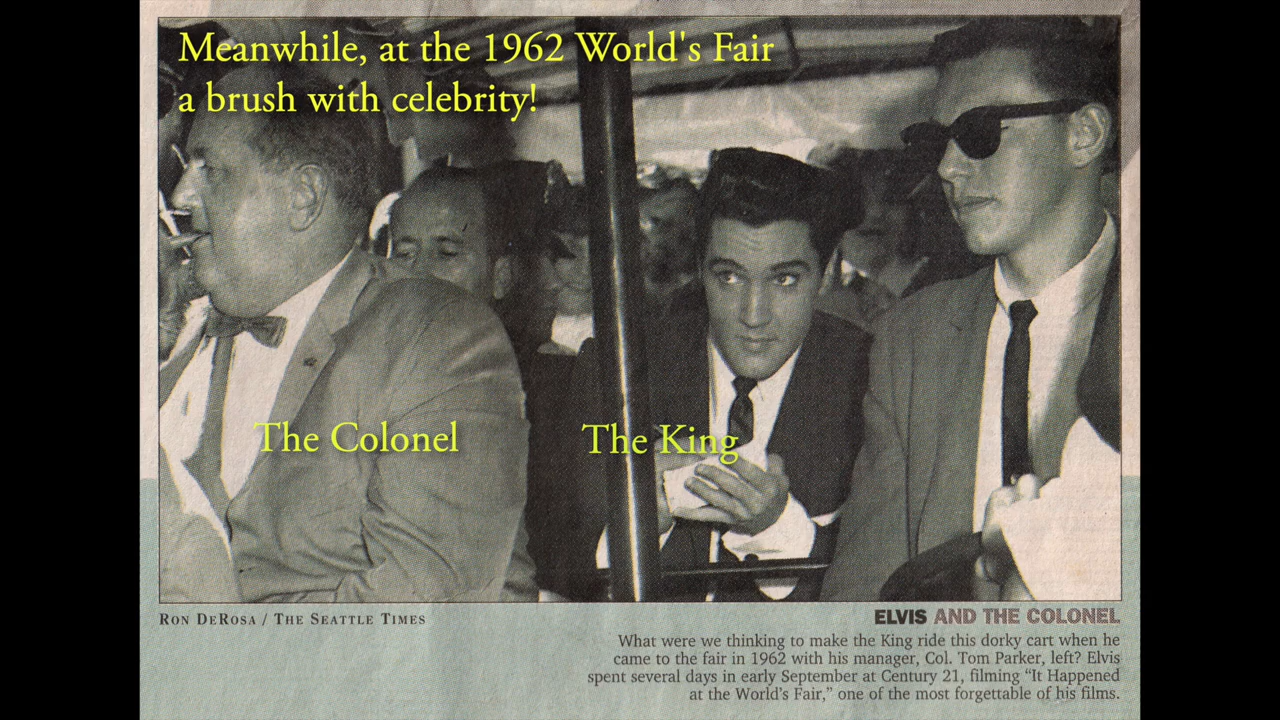 Meanwhile, at the 1962 World's Fair
a brush with celebrity!
The Colonel
The King
RON DEROSA / THE SEATTLE TIMES
ELVIS AND THE COLONEL
What were we thinking to make the King ride this dorky cart when he
came to the fair in 1962 with his manager, Col. Tom Parker, left? Elvis
spent several days in early September at Century 21, filming “It Happened
at the World’s Fair,” one of the most forgettable of his films.